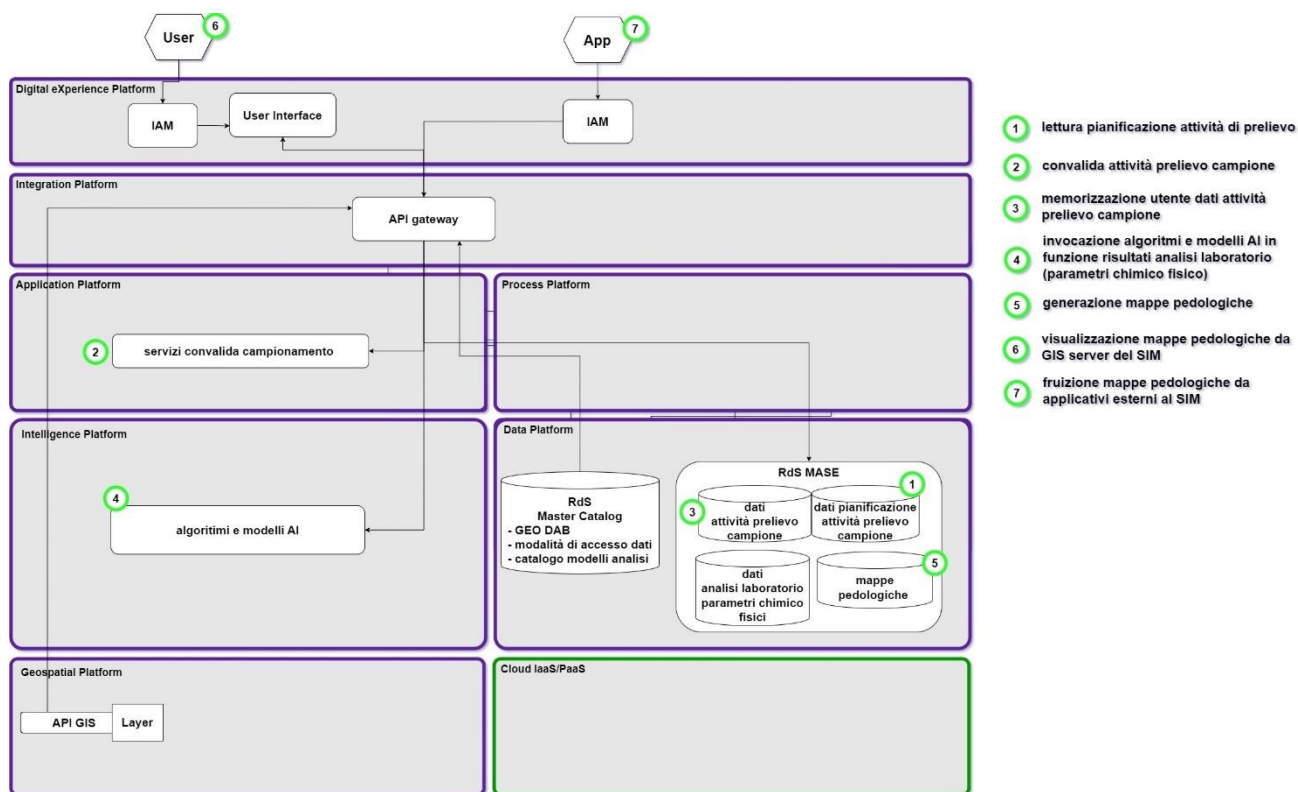 User
6
App
7
Digital eXperience Platform
IAM
User Interface
IAM
Integration Platform
API gateway
Application Platform
2
servizi convalida campionamento
Process Platform
Intelligence Platform
4
algoritimi e modelli AI
Data Platform
RdS
Master Catalog
- GEO DAB
- modalità di accesso dati
- catalogo modelli analisi
RdS MASE
3
dati
attività prelievo
campione
1
dati pianificazione
attività prelievo
campione
dati
analisi laboratorio
parametri chimico
fisici
5
mappe
pedologiche
Geospatial Platform
API GIS
Layer
Cloud IaaS/PaaS
1 lettura pianificazione attività di prelievo
2 convalida attività prelievo campione
3 memorizzazione utente dati attività
prelievo campione
4 invocazione algoritmi e modelli AI in
funzione risultati analisi laboratorio
(parametri chimico fisico)
5 generazione mappe pedologiche
6 visualizzazione mappe pedologiche da
GIS server del SIM
7 fruizione mappe pedologiche da
applicativi esterni al SIM